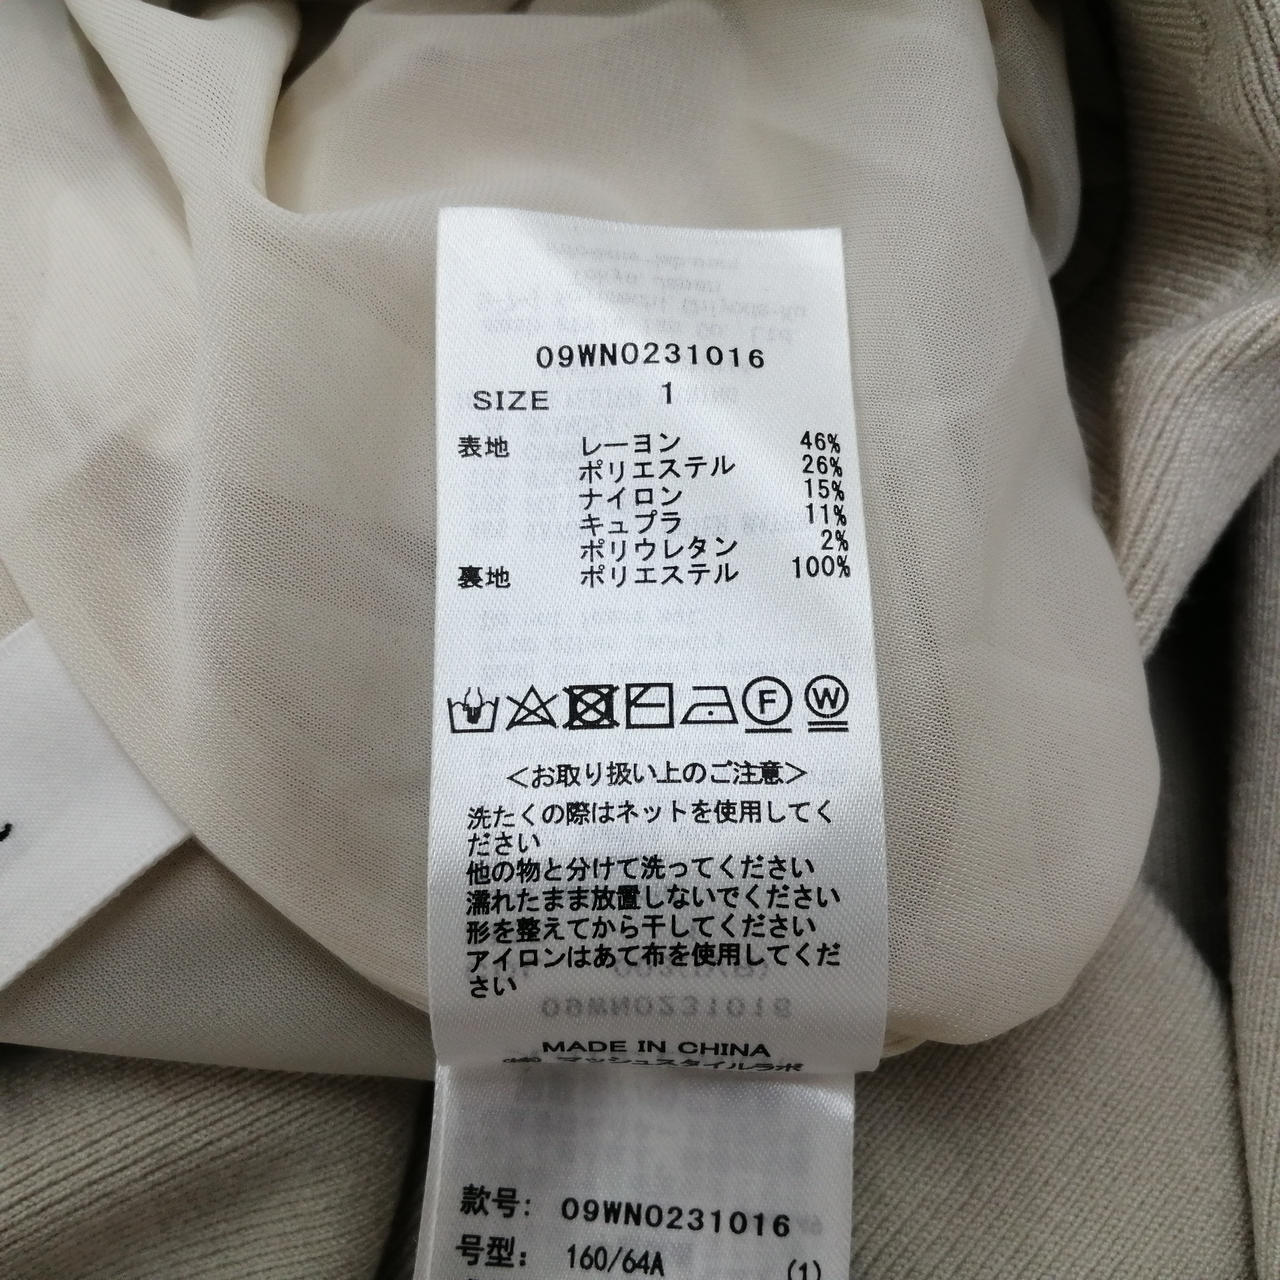 09WN0231016
SIZE 1
表地 レーヨン 46%
ポリエステル 26%
ナイロン 15%
キュプラ 11%
ポリウレタン 2%
裏地 ポリエステル 100%
F W
<お取り扱い上のご注意>
洗たくの際はネットを使用してく
ださい
他の物と分けて洗ってください
濡れたまま放置しないでください
形を整えてから干してください
アイロンはあて布を使用してくだ
さい
MADE IN CHINA
マッシュスタイルラボ
款号: 09WN0231016
号型: 160/64A (1)